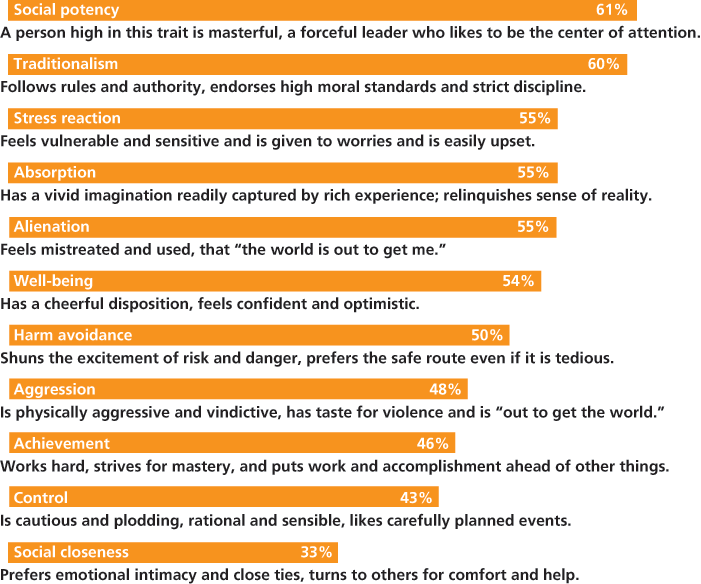 Social potency 61%
A person high in this trait is masterful, a forceful leader who likes to be the center of attention.
Traditionalism 60%
Follows rules and authority, endorses high moral standards and strict discipline.
Stress reaction 55%
Feels vulnerable and sensitive and is given to worries and is easily upset.
Absorption 55%
Has a vivid imagination readily captured by rich experience; relinquishes sense of reality.
Alienation 55%
Feels mistreated and used, that “the world is out to get me.”
Well-being 54%
Has a cheerful disposition, feels confident and optimistic.
Harm avoidance 50%
Shuns the excitement of risk and danger, prefers the safe route even if it is tedious.
Aggression 48%
Is physically aggressive and vindictive, has taste for violence and is “out to get the world.”
Achievement 46%
Works hard, strives for mastery, and puts work and accomplishment ahead of other things.
Control 43%
Is cautious and plodding, rational and sensible, likes carefully planned events.
Social closeness 33%
Prefers emotional intimacy and close ties, turns to others for comfort and help.